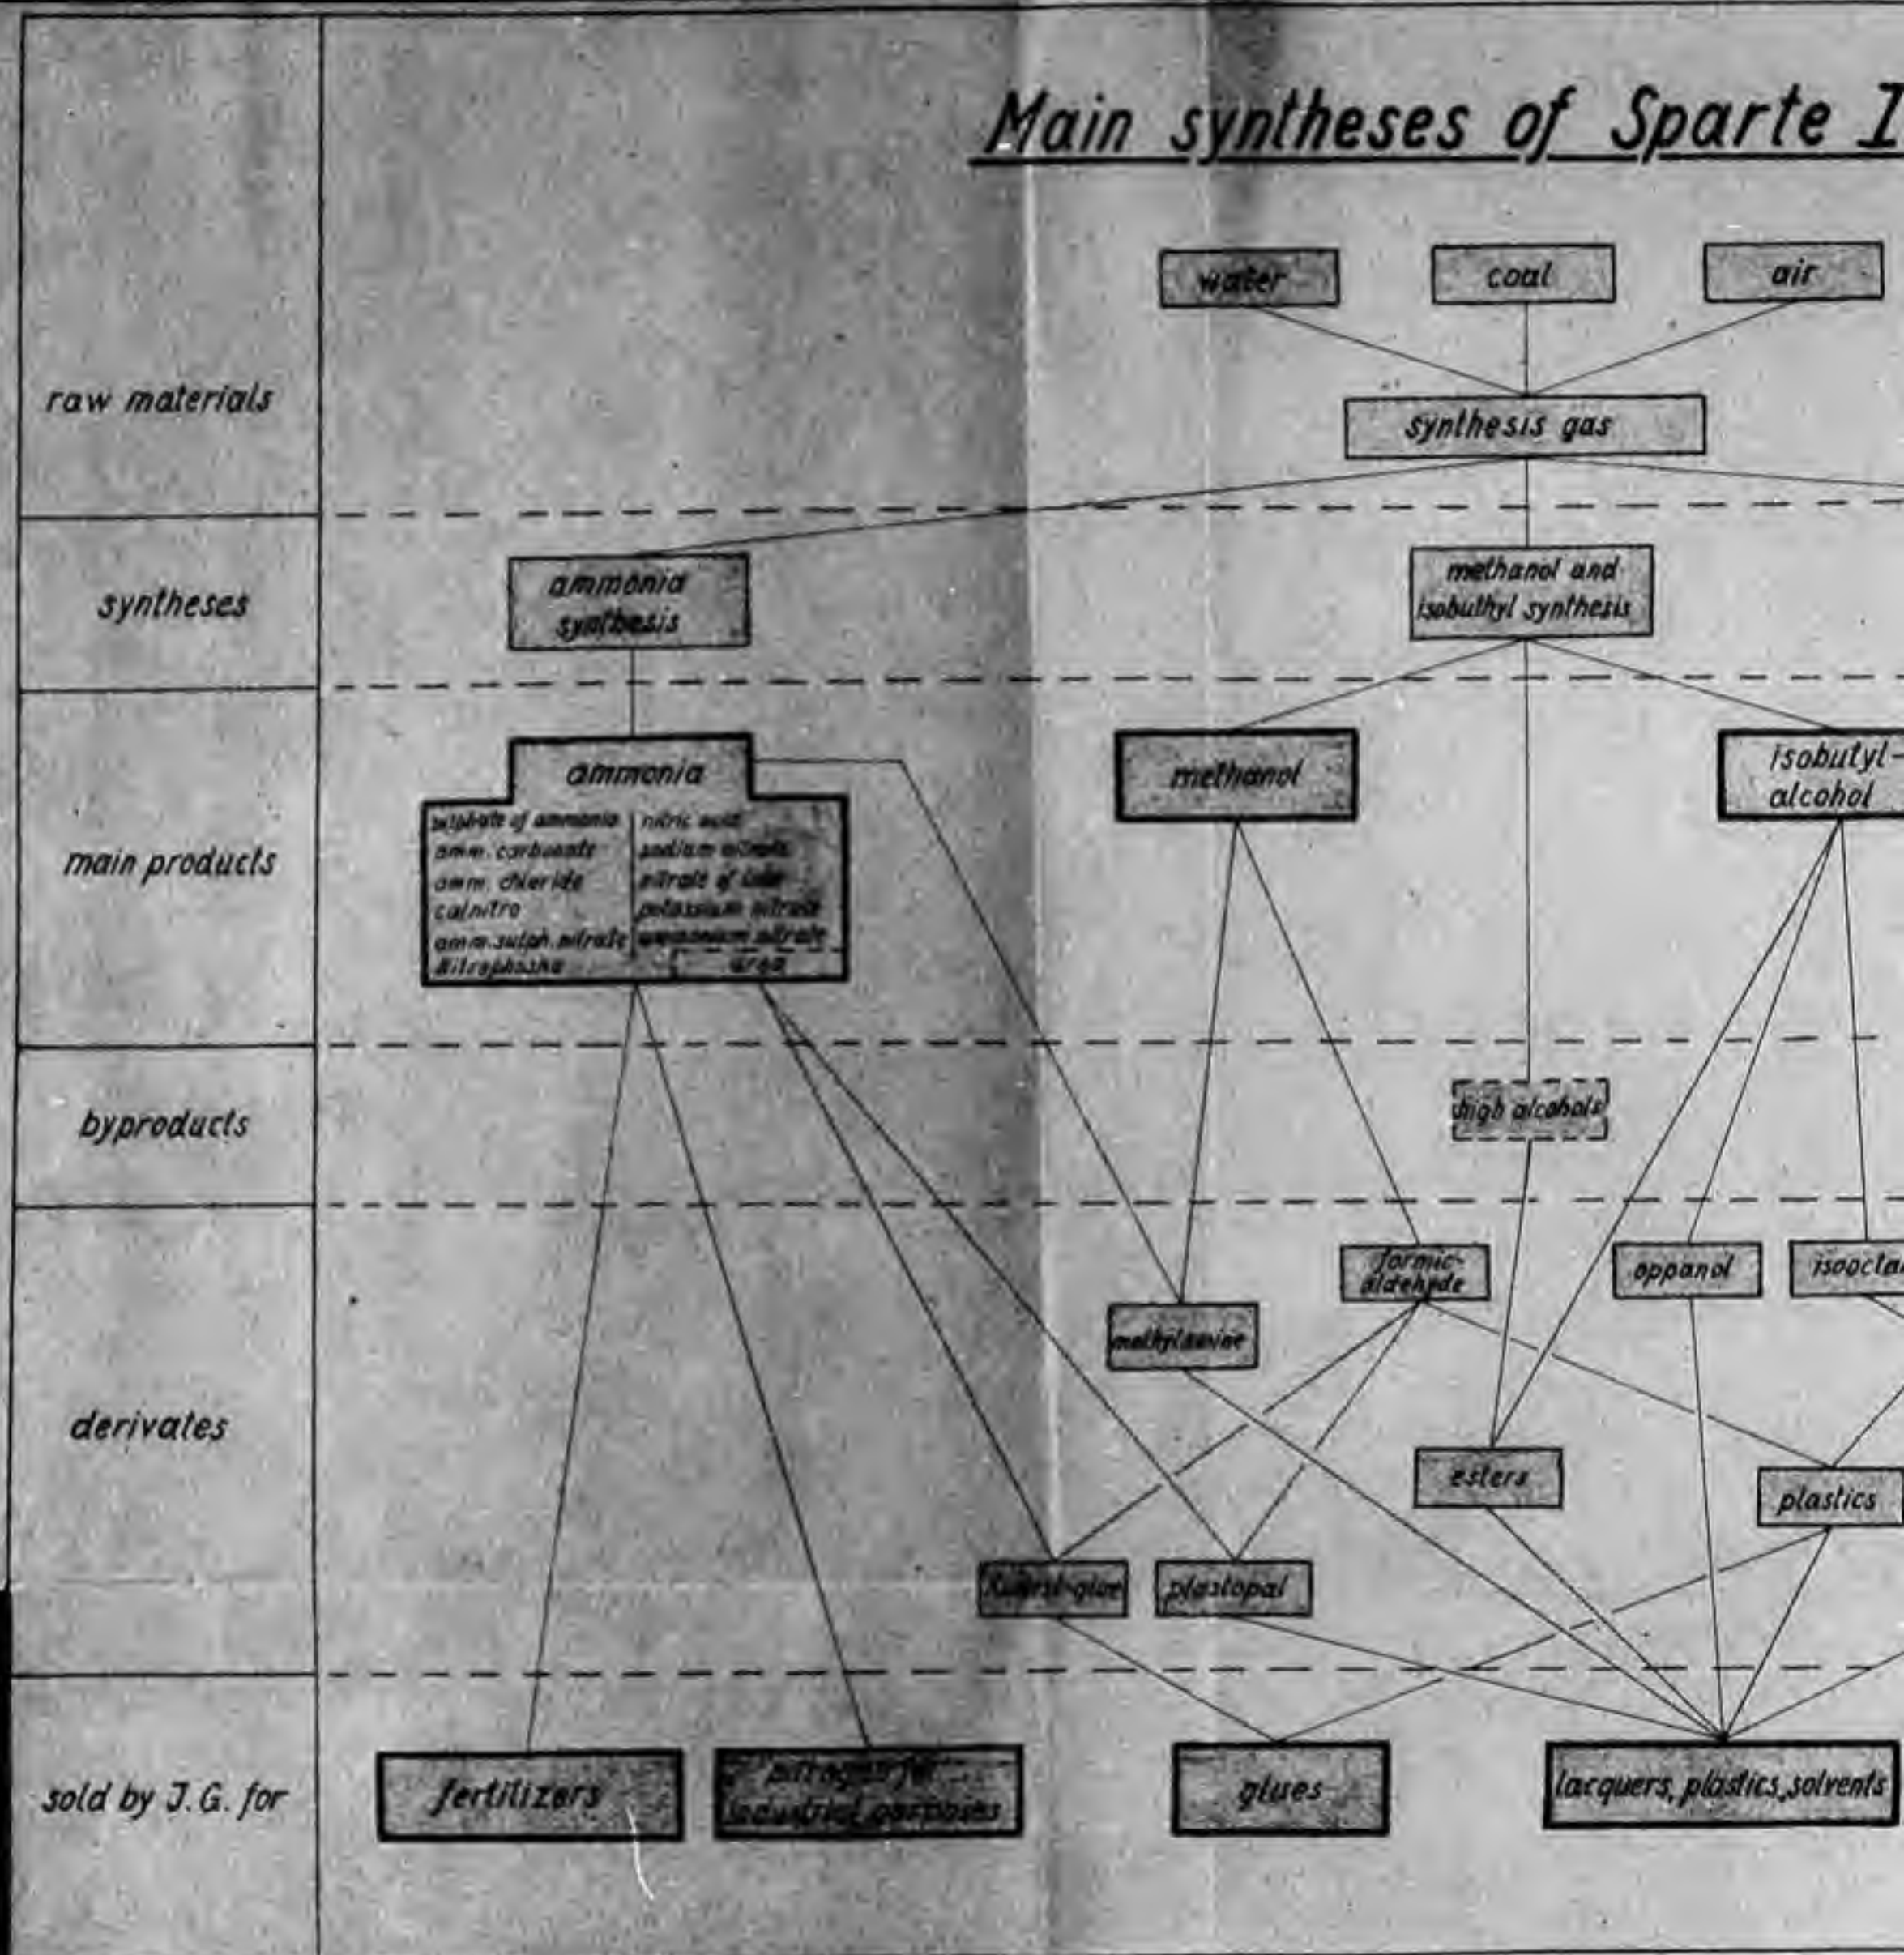 Main syntheses of Sparte I
water
coal
air
raw materials
synthesis gas
syntheses
ammonia
synthesis
methanol and
isobuthyl synthesis
main products
ammonia
sulphate of ammonia
amm. carbonate
amm. chloride
calnitro
amm. sulph. nitrate
Nitrophoska
nitric acid
sodium nitrate
nitrate of lime
potassium nitrate
ammonium nitrate
urea
methanol
isobutyl-
alcohol
byproducts
high alcohols
derivates
methylamine
formic-
aldehyde
oppanol
isoocta
esters
plastics
plastopal
sold by J.G. for
fertilizers
nitrogen for
industrial purposes
glues
lacquers, plastics, solvents